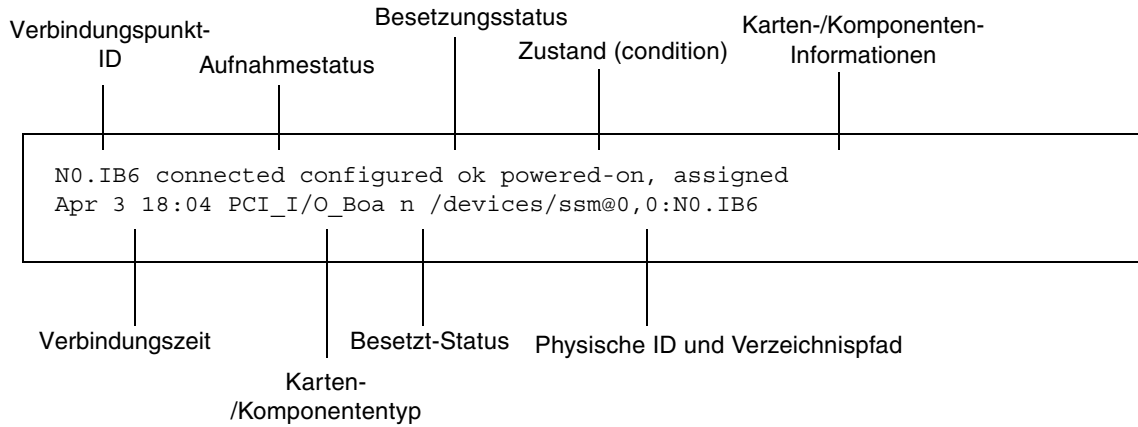 Verbindungspunkt-
ID
Aufnahmestatus
Besetzungsstatus
Zustand (condition)
Karten-/Komponenten-
Informationen
N0.IB6 connected configured ok powered-on, assigned
Apr 3 18:04 PCI_I/O_Boa n /devices/ssm@0,0:N0.IB6
Verbindungszeit
Karten-
/Komponententyp
Besetzt-Status
Physische ID und Verzeichnispfad